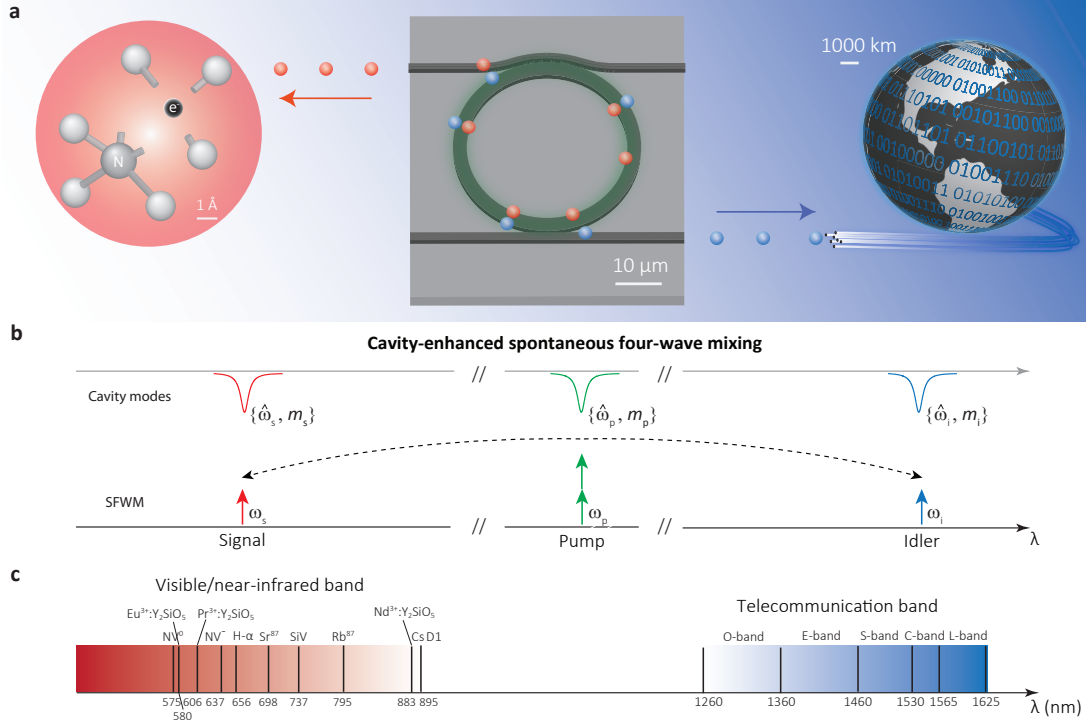 a
1000 km
e⁻
N
1 Å
10 µm
b
Cavity-enhanced spontaneous four-wave mixing
// //
Cavity modes
{ω̂s, ms} {ω̂p, mp} {ω̂i, mi}
SFWM
ωs ωp ωi
// //
Signal Pump Idler λ
c
Visible/near-infrared band
Telecommunication band
Eu³⁺:Y₂SiO₅ Pr³⁺:Y₂SiO₅ Nd³⁺:Y₂SiO₅
NV⁰ NV⁻ H-α Sr⁸⁷ SiV Rb⁸⁷ Cs D1
O-band E-band S-band C-band L-band
575 606 637 656 698 737 795 883 895 1260 1360 1460 1530 1565 1625 λ (nm)
580